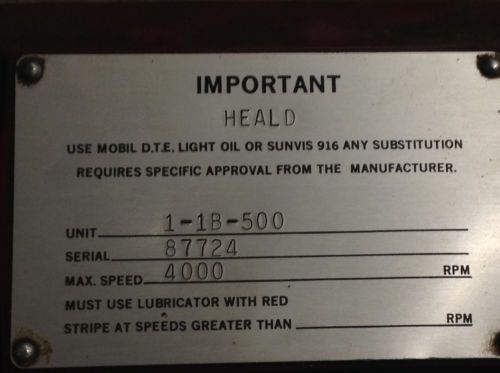 IMPORTANT
HEALD
USE MOBIL D.T.E. LIGHT OIL OR SUNVIS 916 ANY SUBSTITUTION
REQUIRES SPECIFIC APPROVAL FROM THE MANUFACTURER.
UNIT 1-1B-500
SERIAL 87724
MAX. SPEED 4000 RPM
MUST USE LUBRICATOR WITH RED
STRIPE AT SPEEDS GREATER THAN RPM